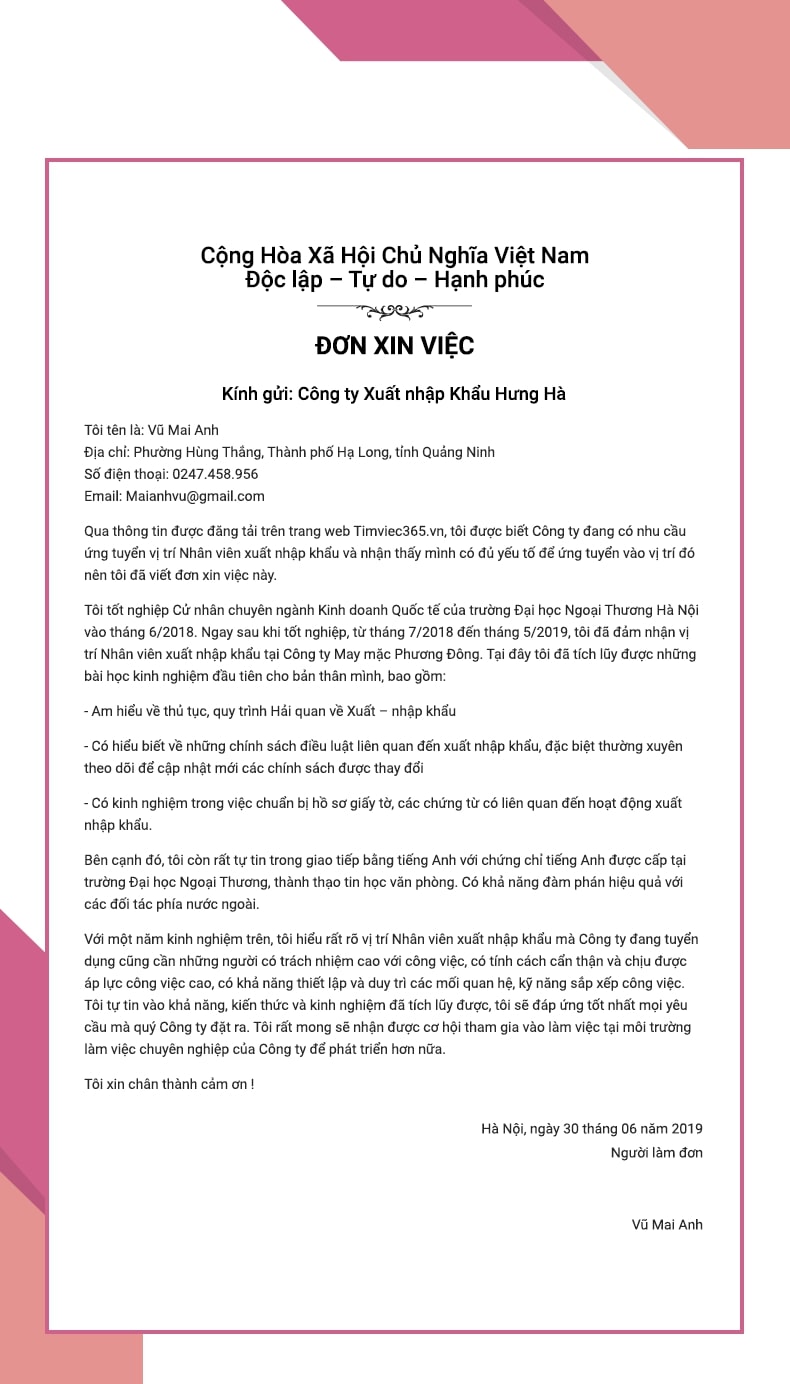 Cộng Hòa Xã Hội Chủ Nghĩa Việt Nam
Độc lập – Tự do – Hạnh phúc
ĐƠN XIN VIỆC
Kính gửi: Công ty Xuất nhập Khẩu Hưng Hà
Tôi tên là: Vũ Mai Anh
Địa chỉ: Phường Hùng Thắng, Thành phố Hạ Long, tỉnh Quảng Ninh
Số điện thoại: 0247.458.956
Email: Maianhvu@gmail.com
Qua thông tin được đăng tải trên trang web Timviec365.vn, tôi được biết Công ty đang có nhu cầu
ứng tuyển vị trí Nhân viên xuất nhập khẩu và nhận thấy mình có đủ yếu tố để ứng tuyển vào vị trí đó
nên tôi đã viết đơn xin việc này.
Tôi tốt nghiệp Cử nhân chuyên ngành Kinh doanh Quốc tế của trường Đại học Ngoại Thương Hà Nội
vào tháng 6/2018. Ngay sau khi tốt nghiệp, từ tháng 7/2018 đến tháng 5/2019, tôi đã đảm nhận vị
trí Nhân viên xuất nhập khẩu tại Công ty May mặc Phương Đông. Tại đây tôi đã tích lũy được những
bài học kinh nghiệm đầu tiên cho bản thân mình, bao gồm:
- Am hiểu về thủ tục, quy trình Hải quan về Xuất – nhập khẩu
- Có hiểu biết về những chính sách điều luật liên quan đến xuất nhập khẩu, đặc biệt thường xuyên
theo dõi để cập nhật mới các chính sách được thay đổi
- Có kinh nghiệm trong việc chuẩn bị hồ sơ giấy tờ, các chứng từ có liên quan đến hoạt động xuất
nhập khẩu.
Bên cạnh đó, tôi còn rất tự tin trong giao tiếp bằng tiếng Anh với chứng chỉ tiếng Anh được cấp tại
trường Đại học Ngoại Thương, thành thạo tin học văn phòng. Có khả năng đàm phán hiệu quả với
các đối tác phía nước ngoài.
Với một năm kinh nghiệm trên, tôi hiểu rất rõ vị trí Nhân viên xuất nhập khẩu mà Công ty đang tuyển
dụng cũng cần những người có trách nhiệm cao với công việc, có tính cách cẩn thận và chịu được
áp lực công việc cao, có khả năng thiết lập và duy trì các mối quan hệ, kỹ năng sắp xếp công việc.
Tôi tự tin vào khả năng, kiến thức và kinh nghiệm đã tích lũy được, tôi sẽ đáp ứng tốt nhất mọi yêu
cầu mà quý Công ty đặt ra. Tôi rất mong sẽ nhận được cơ hội tham gia vào làm việc tại môi trường
làm việc chuyên nghiệp của Công ty để phát triển hơn nữa.
Tôi xin chân thành cảm ơn !
Hà Nội, ngày 30 tháng 06 năm 2019
Người làm đơn
Vũ Mai Anh